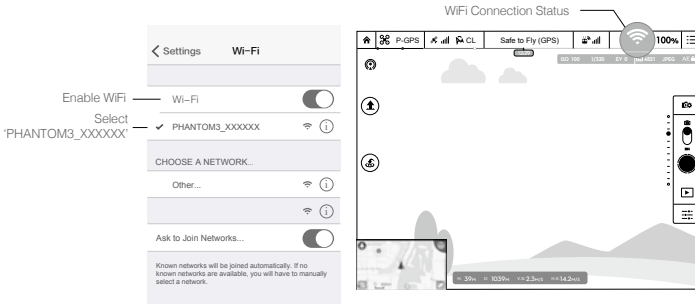 WiFi Connection Status
Settings Wi-Fi
Enable WiFi
Wi-Fi
Select
'PHANTOM3_XXXXXX'
PHANTOM3_XXXXXX
CHOOSE A NETWORK...
Other...
Ask to Join Networks...
Known networks will be joined automatically. If no
known networks are available, you will have to manually
select a network.
P-GPS CL Safe to Fly (GPS) 100%
ISO 100 1/320 EV 0 4831 JPEG AE
H: 39M D: 1039M V.S: 2.3M/S H.S: 14.2M/S